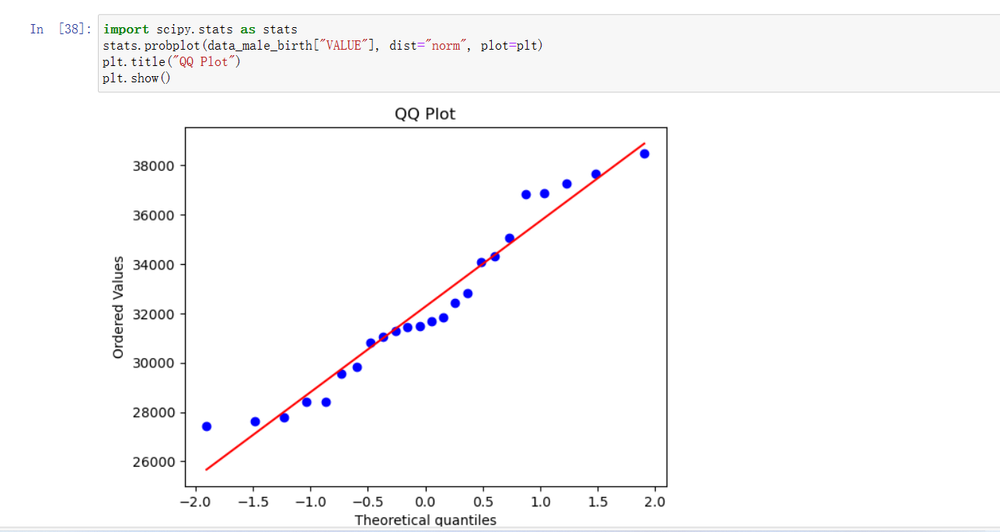 In [38]:
import scipy.stats as stats
stats.probplot(data_male_birth["VALUE"], dist="norm", plot=plt)
plt.title("QQ Plot")
plt.show()
QQ Plot
38000
36000
34000
32000
30000
28000
26000
Ordered Values
−2.0 −1.5 −1.0 −0.5 0.0 0.5 1.0 1.5 2.0
Theoretical quantiles